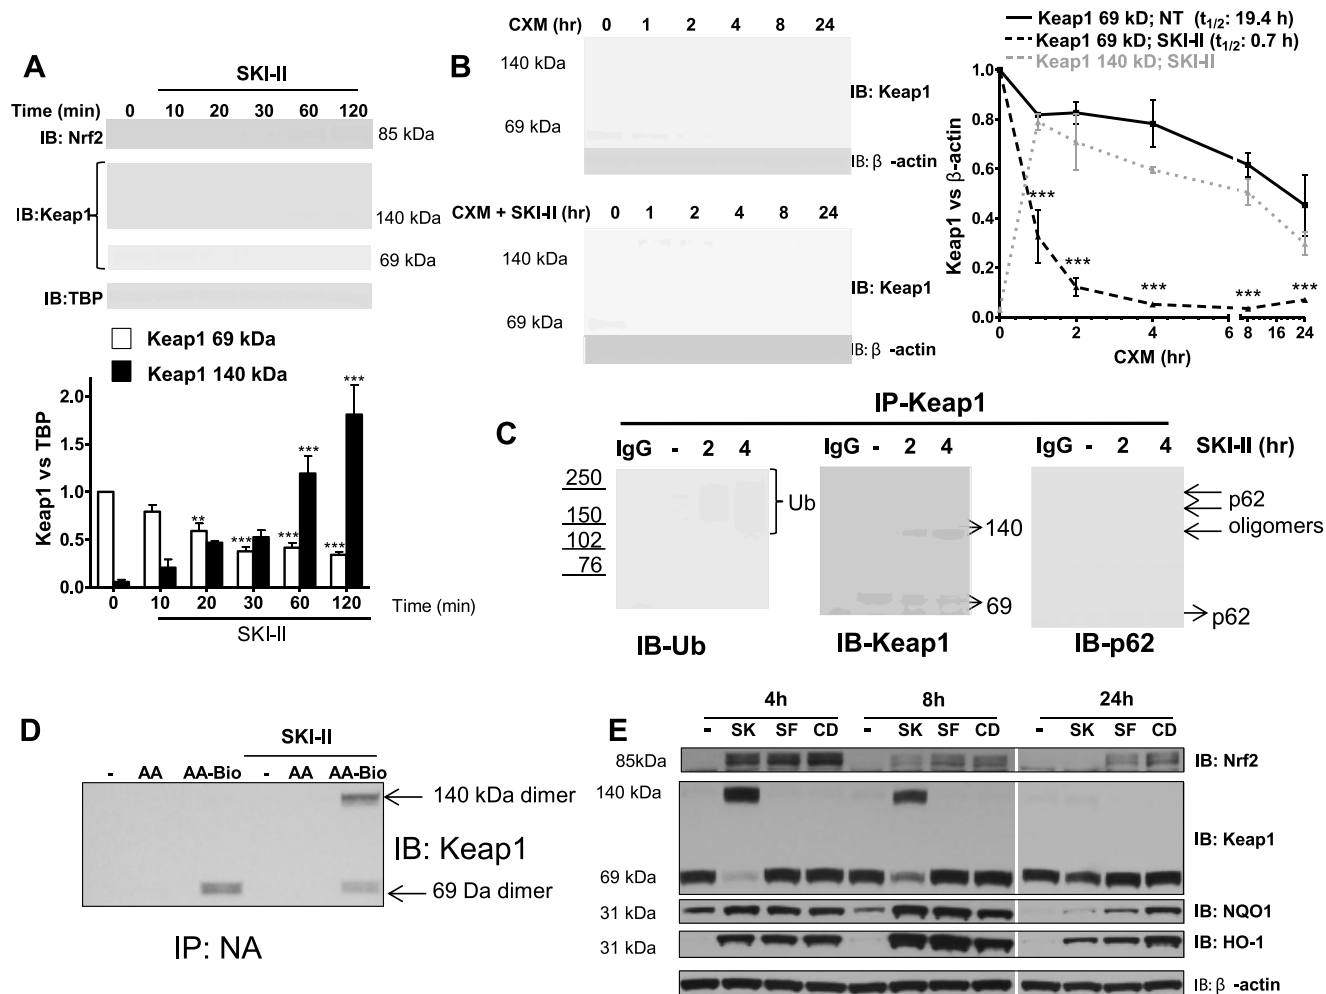 A
SKI-II
Time (min) 0 10 20 30 60 120
IB: Nrf2 85 kDa
IB:Keap1 140 kDa
69 kDa
IB:TBP
Keap1 69 kDa
Keap1 140 kDa
Keap1 vs TBP
2.0
1.5
1.0
0.5
0.0
** *** *** *** *** ***
0 10 20 30 60 120 Time (min)
SKI-II
B
CXM (hr) 0 1 2 4 8 24
140 kDa
IB: Keap1
69 kDa
IB: β -actin
CXM + SKI-II (hr) 0 1 2 4 8 24
140 kDa
IB: Keap1
69 kDa
IB: β -actin
Keap1 69 kD; NT (t1/2: 19.4 h)
Keap1 69 kD; SKI-II (t1/2: 0.7 h)
Keap1 140 kD; SKI-II
Keap1 vs β-actin
1.0
0.8
0.6
0.4
0.2
0.0
*** *** *** *** ***
0 2 4 6 8 16 24
CXM (hr)
C
IP-Keap1
IgG - 2 4 IgG - 2 4 IgG - 2 4 SKI-II (hr)
250
150
102
76
Ub
140
69
p62
oligomers
p62
IB-Ub IB-Keap1 IB-p62
D
SKI-II
- AA AA-Bio - AA AA-Bio
140 kDa dimer
IB: Keap1
69 Da dimer
IP: NA
E
4h 8h 24h
- SK SF CD - SK SF CD - SK SF CD
85kDa IB: Nrf2
140 kDa
IB: Keap1
69 kDa
31 kDa IB: NQO1
31 kDa IB: HO-1
IB: β -actin